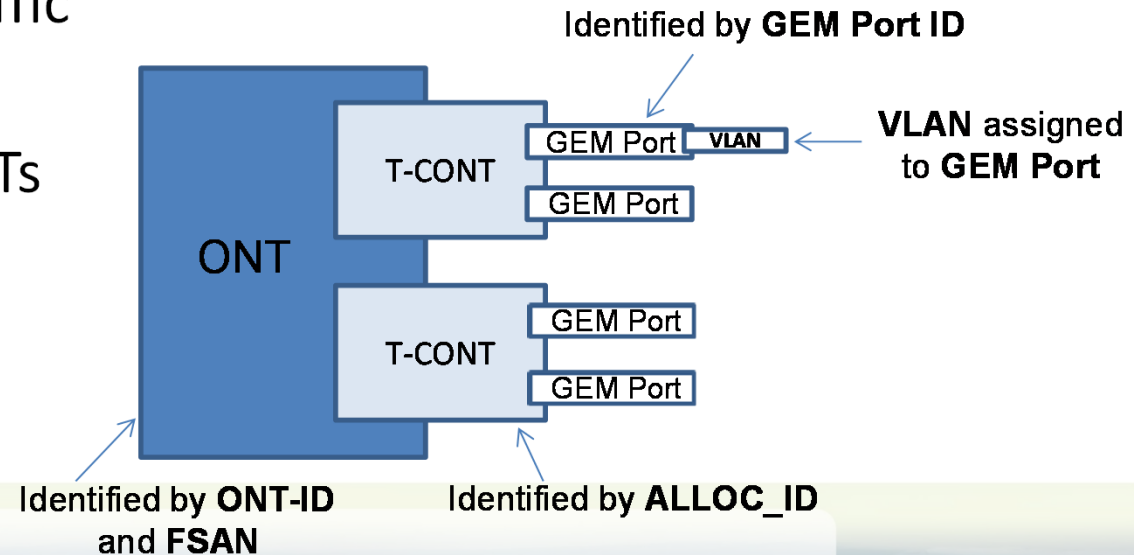 Identified by GEM Port ID
GEM Port
VLAN
VLAN assigned
to GEM Port
Ts
T-CONT
GEM Port
ONT
GEM Port
T-CONT
GEM Port
Identified by ONT-ID
and FSAN
Identified by ALLOC_ID